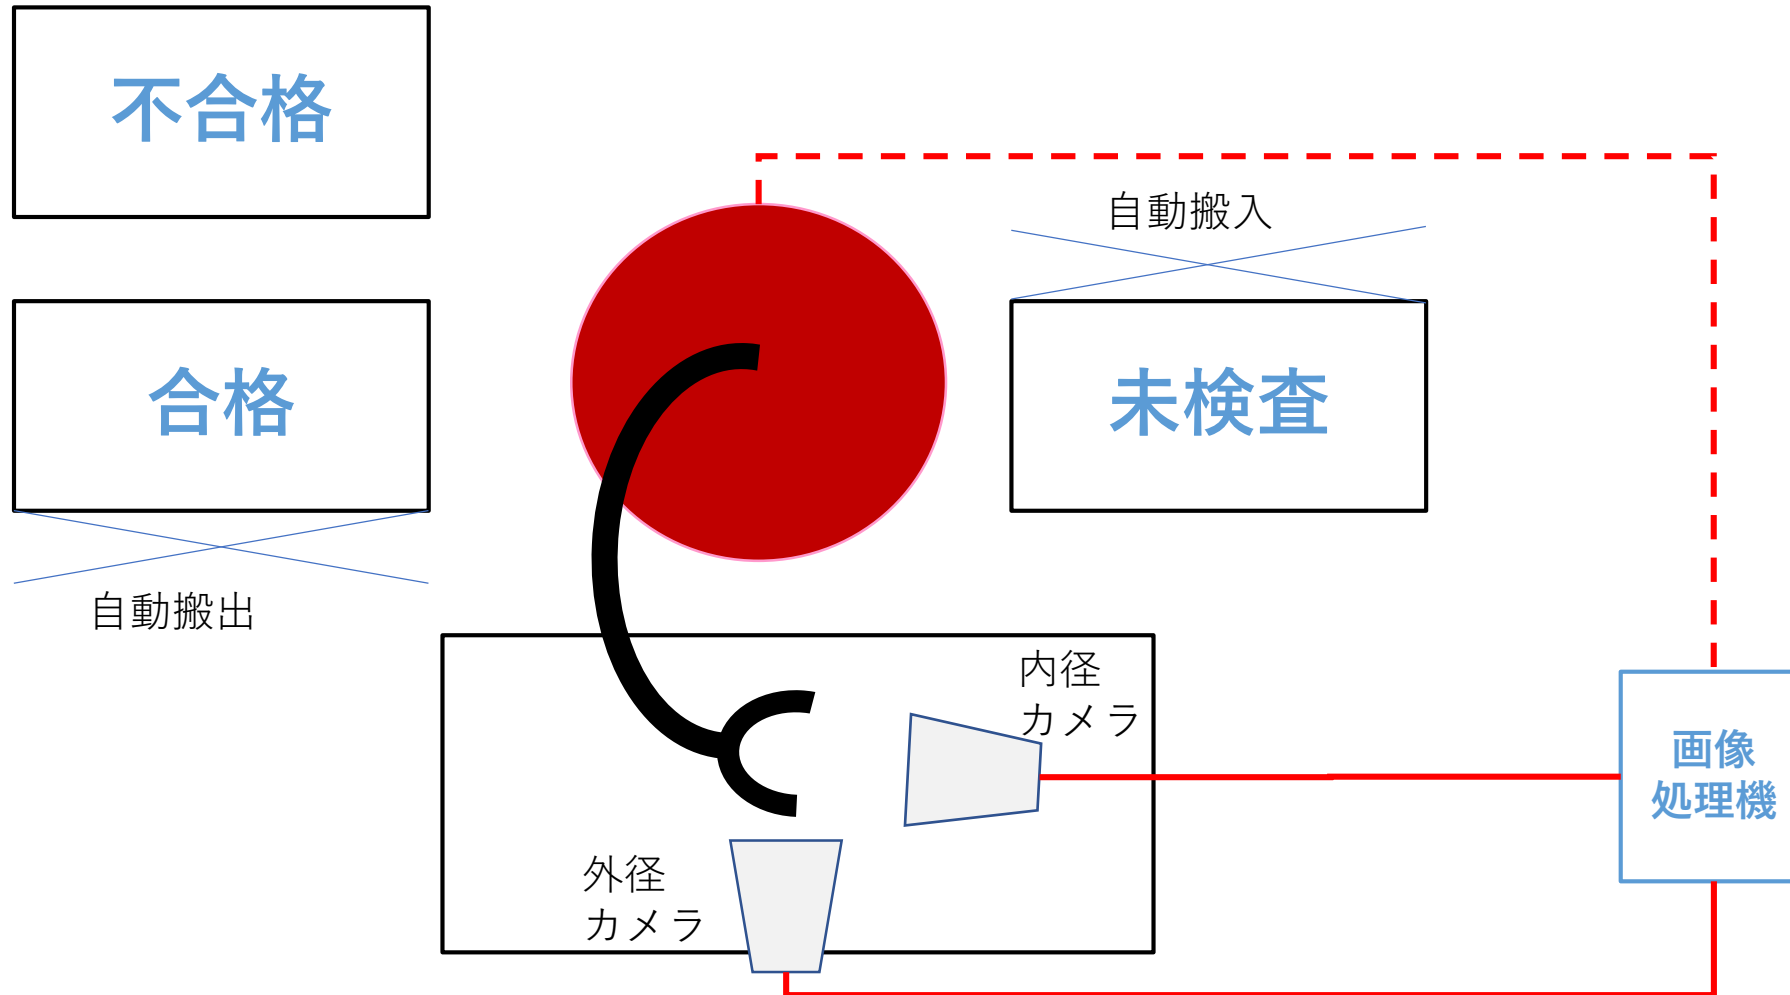 不合格
自動搬入
合格
未検査
自動搬出
内径
カメラ
画像
処理機
外径
カメラ